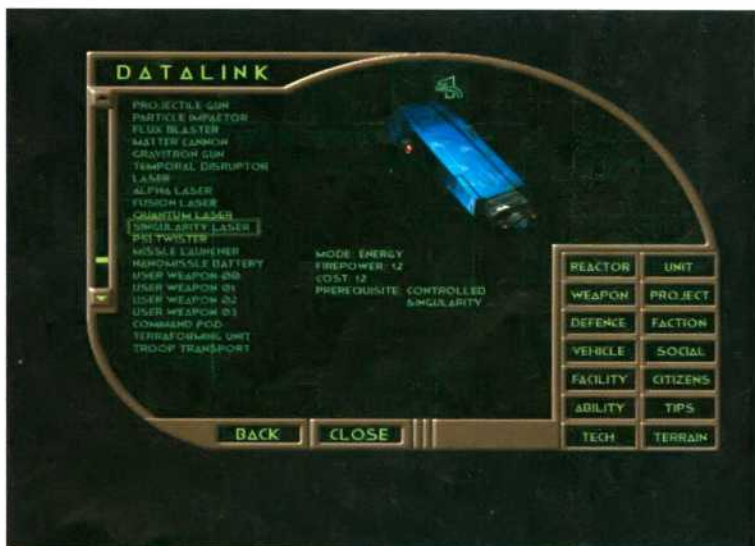 DATALINK
PROJECTILE GUN
PARTICLE IMPACTOR
FLUX BLASTER
MATTER CANNON
GRAVITRON GUN
TEMPORAL DISRUPTOR
LASER
ALPHA LASER
FUSION LASER
QUANTUM LASER
SINGULARITY LASER
PSI TWISTER
MISSLE LAUNCHER
NANOMISSLE BATTERY
USER WEAPON 00
USER WEAPON 01
USER WEAPON 02
USER WEAPON 03
COMMAND POD
TERRAFORMING UNIT
TROOP TRANSPORT
MODE: ENERGY
FIREPOWER: 12
COST: 12
PREREQUISITE: CONTROLLED
SINGULARITY
REACTOR UNIT
WEAPON PROJECT
DEFENCE FACTION
VEHICLE SOCIAL
FACILITY CITIZENS
ABILITY TIPS
TECH TERRAIN
BACK CLOSE